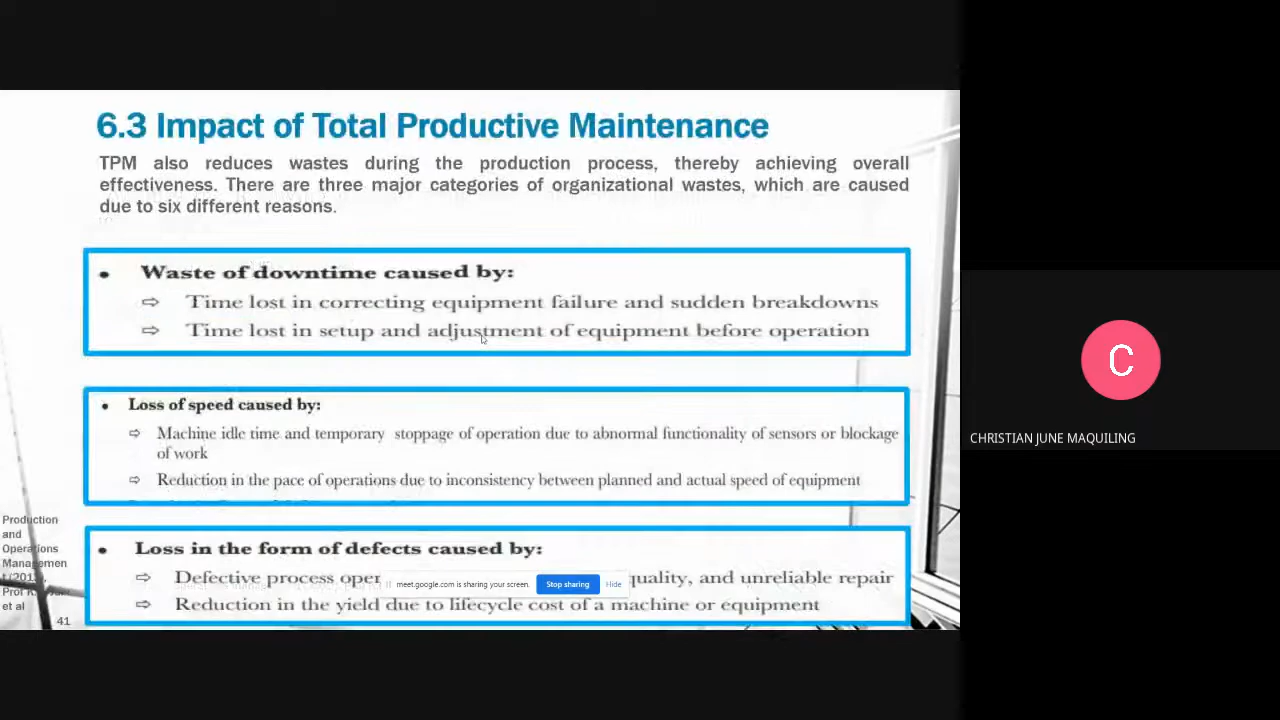 6.3 Impact of Total Productive Maintenance
TPM also reduces wastes during the production process, thereby achieving overall
effectiveness. There are three major categories of organizational wastes, which are caused
due to six different reasons.
• Waste of downtime caused by:
⇨ Time lost in correcting equipment failure and sudden breakdowns
⇨ Time lost in setup and adjustment of equipment before operation
• Loss of speed caused by:
⇨ Machine idle time and temporary stoppage of operation due to abnormal functionality of sensors or blockage
of work
⇨ Reduction in the pace of operations due to inconsistency between planned and actual speed of equipment
• Loss in the form of defects caused by:
⇨ Defective process quality, and unreliable repair
meet.google.com is sharing your screen. Stop sharing Hide
⇨ Reduction in the yield due to lifecycle cost of a machine or equipment
Production
and
Operations
Managemen
Prof
et al
41
C
CHRISTIAN JUNE MAQUILING